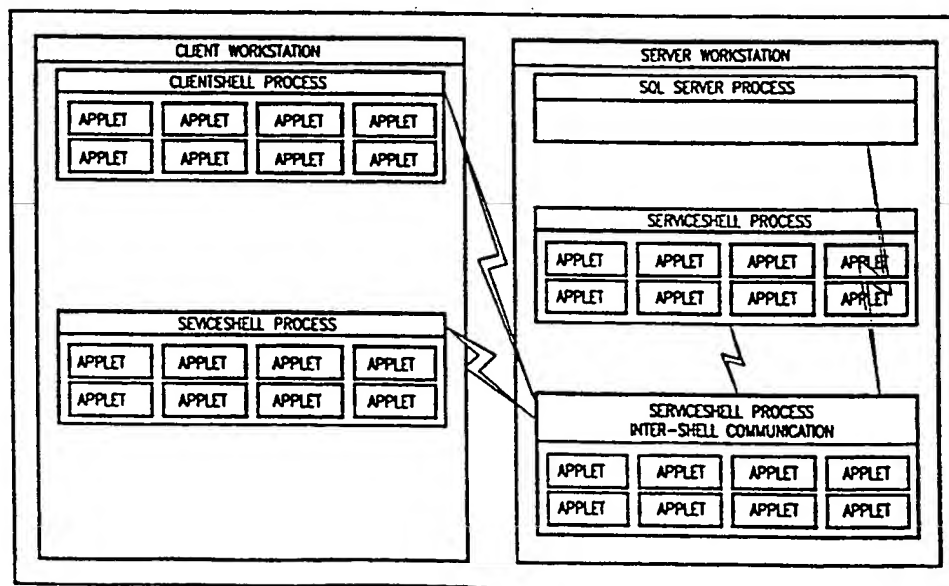 CLIENT WORKSTATION
CLIENTSHELL PROCESS
APPLET APPLET APPLET APPLET
APPLET APPLET APPLET APPLET
SEVICESHELL PROCESS
APPLET APPLET APPLET APPLET
APPLET APPLET APPLET APPLET
SERVER WORKSTATION
SQL SERVER PROCESS
SERVICESHELL PROCESS
APPLET APPLET APPLET APPLET
APPLET APPLET APPLET APPLET
SERVICESHELL PROCESS
INTER-SHELL COMMUNICATION
APPLET APPLET APPLET APPLET
APPLET APPLET APPLET APPLET